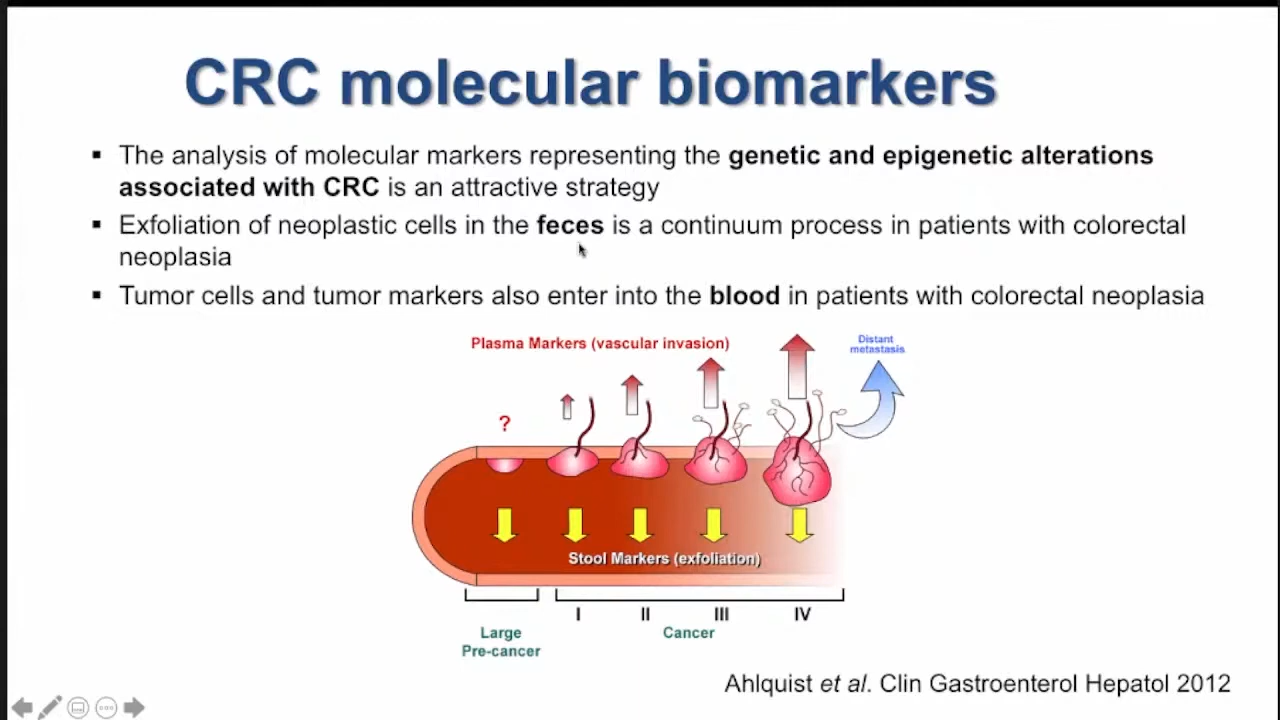 CRC molecular biomarkers
▪ The analysis of molecular markers representing the genetic and epigenetic alterations
associated with CRC is an attractive strategy
▪ Exfoliation of neoplastic cells in the feces is a continuum process in patients with colorectal
neoplasia
▪ Tumor cells and tumor markers also enter into the blood in patients with colorectal neoplasia
Plasma Markers (vascular invasion)
Distant
metastasis
?
Stool Markers (exfoliation)
I II III IV
Large
Pre-cancer
Cancer
Ahlquist et al. Clin Gastroenterol Hepatol 2012